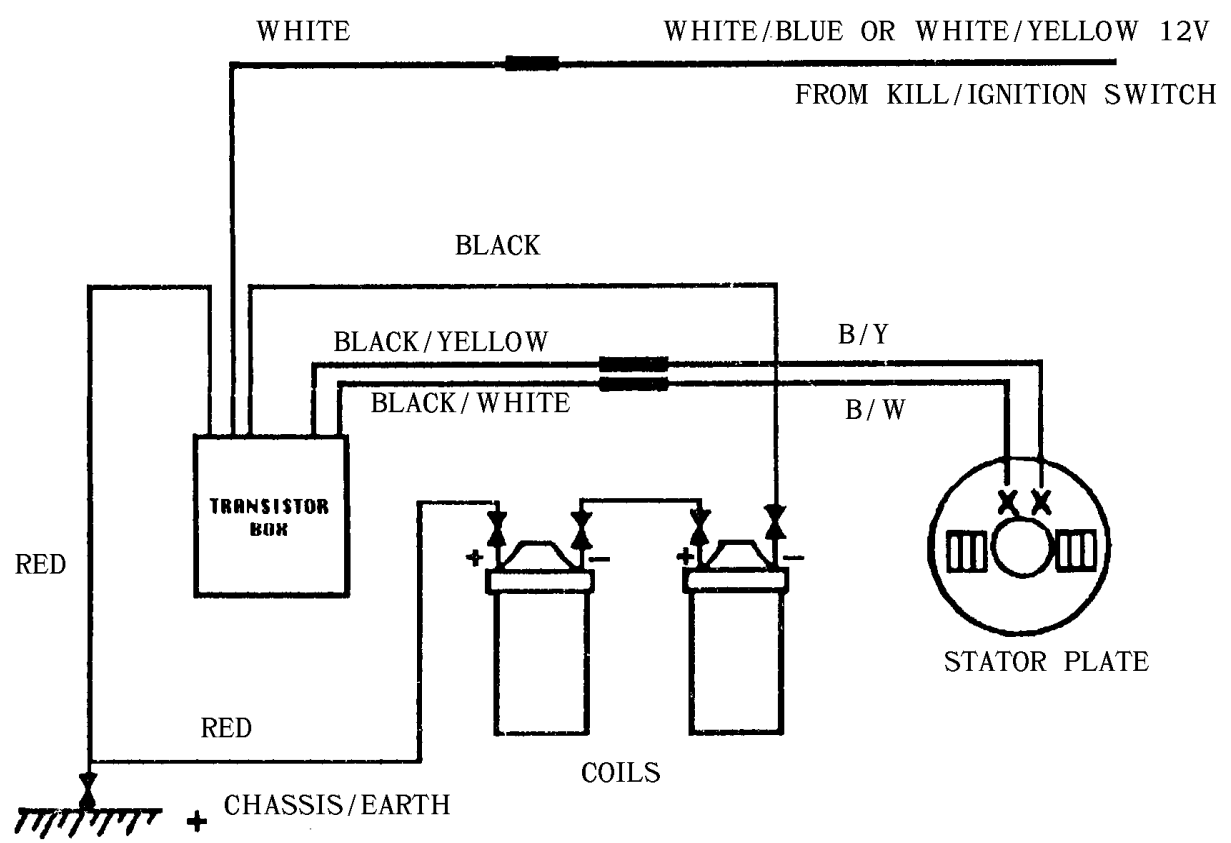 WHITE
WHITE/BLUE OR WHITE/YELLOW 12V
FROM KILL/IGNITION SWITCH
BLACK
BLACK/YELLOW
B/Y
BLACK/WHITE
B/W
TRANSISTOR
BOX
RED
+
-
+
-
STATOR PLATE
RED
COILS
+ CHASSIS/EARTH